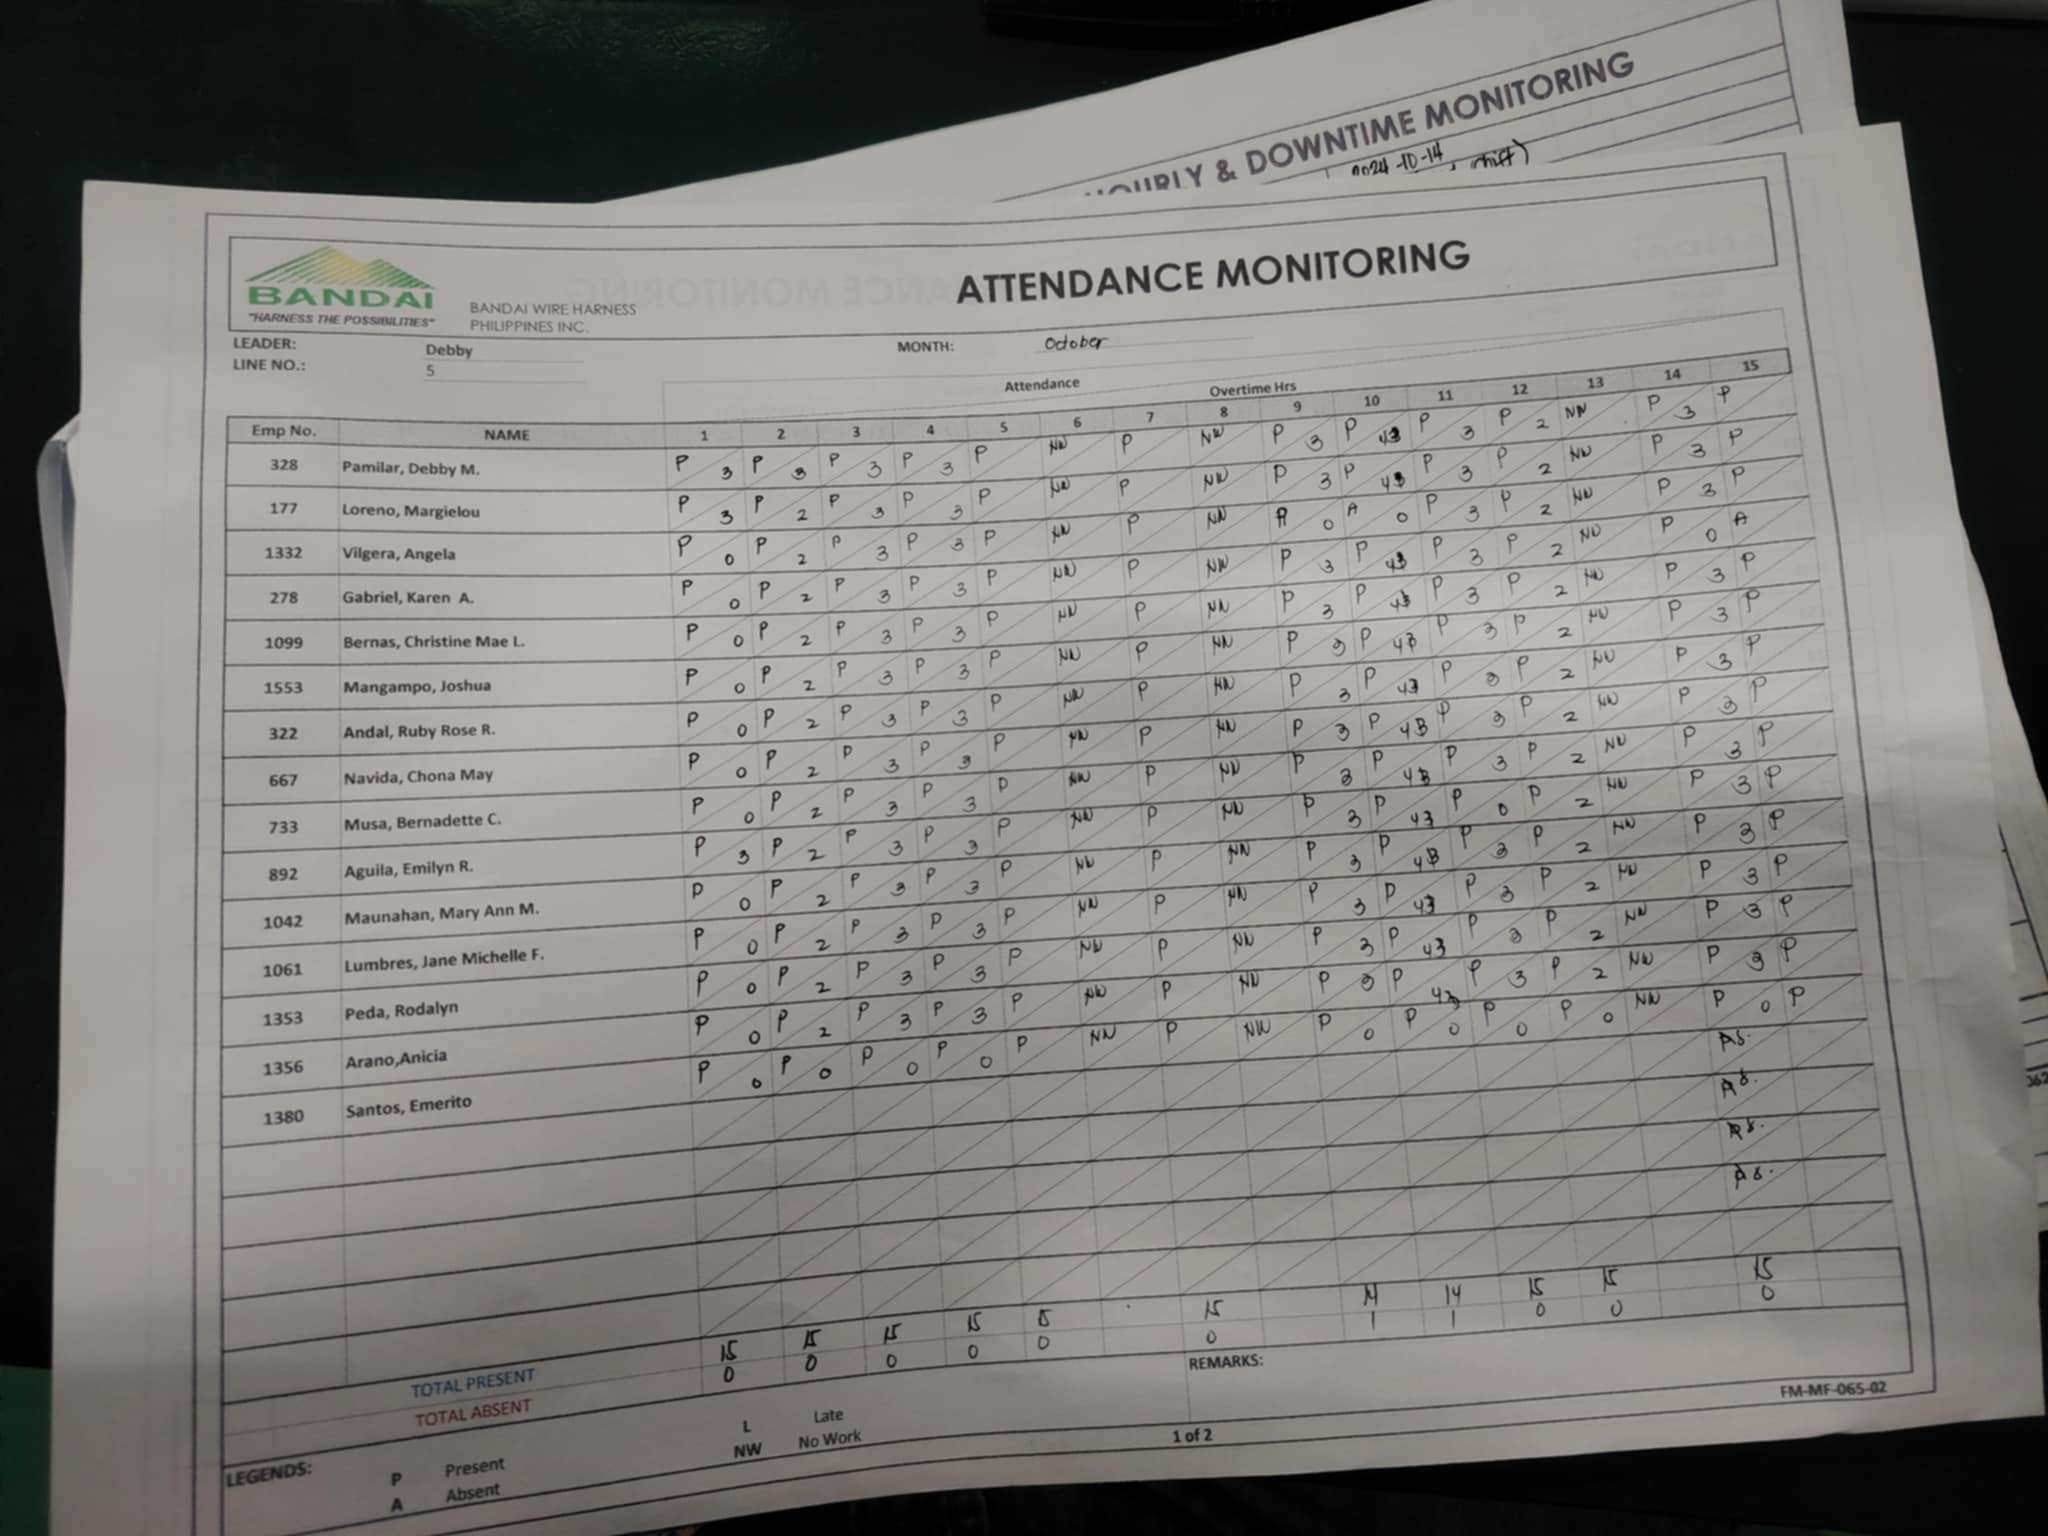 HOURLY & DOWNTIME MONITORING
2024-10-14, shift)
BANDAI
"HARNESS THE POSSIBILITIES"
BANDAI WIRE HARNESS
PHILIPPINES INC.
ATTENDANCE MONITORING
LEADER: Debby MONTH: October
LINE NO.: 5
Attendance Overtime Hrs
Emp No. NAME 1 2 3 4 5 6 7 8 9 10 11 12 13 14 15
328 Pamilar, Debby M. P 3 P 3 P 3 P 3 P NW P NW P 3 P 43 P 3 P 2 NW P 3 P
177 Loreno, Margielou P 3 P 2 P 3 P 3 P NW P NW P 3 P 43 P 3 P 2 NW P 3 P
1332 Vilgera, Angela P 0 P 2 P 3 P 3 P NW P NW A 0 A 0 P 3 P 2 NW P 3 P
278 Gabriel, Karen A. P 0 P 2 P 3 P 3 P NW P NW P 3 P 43 P 3 P 2 NW P 0 A
1099 Bernas, Christine Mae L. P 0 P 2 P 3 P 3 P NW P NW P 3 P 43 P 3 P 2 NW P 3 P
1553 Mangampo, Joshua P 0 P 2 P 3 P 3 P NW P NW P 3 P 43 P 3 P 2 NW P 3 P
322 Andal, Ruby Rose R. P 0 P 2 P 3 P 3 P NW P NW P 3 P 43 P 3 P 2 NW P 3 P
667 Navida, Chona May P 0 P 2 P 3 P 3 P NW P NW P 3 P 43 P 3 P 2 NW P 3 P
733 Musa, Bernadette C. P 0 P 2 P 3 P 3 P NW P NW P 3 P 43 P 3 P 2 NW P 3 P
892 Aguila, Emilyn R. P 3 P 2 P 3 P 3 P NW P NW P 3 P 43 P 0 P 2 NW P 3 P
1042 Maunahan, Mary Ann M. P 0 P 2 P 3 P 3 P NW P NW P 3 P 43 P 3 P 2 NW P 3 P
1061 Lumbres, Jane Michelle F. P 0 P 2 P 3 P 3 P NW P NW P 3 P 43 P 3 P 2 NW P 3 P
1353 Peda, Rodalyn P 0 P 2 P 3 P 3 P NW P NW P 3 P 43 P 3 P 2 NW P 3 P
1356 Arano,Anicia P 0 P 2 P 3 P 3 P NW P NW P 3 P 43 P 3 P 2 NW P 3 P
1380 Santos, Emerito P 0 P 0 P 0 P 0 P NW P NW P 0 P 0 P 0 P 0 NW P 0 P
TOTAL PRESENT 15 15 15 15 15 15 14 14 15 15 15
TOTAL ABSENT 0 0 0 0 0 0 1 1 0 0 0
REMARKS:
FM-MF-065-02
LEGENDS: P Present L Late
A Absent NW No Work
1 of 2